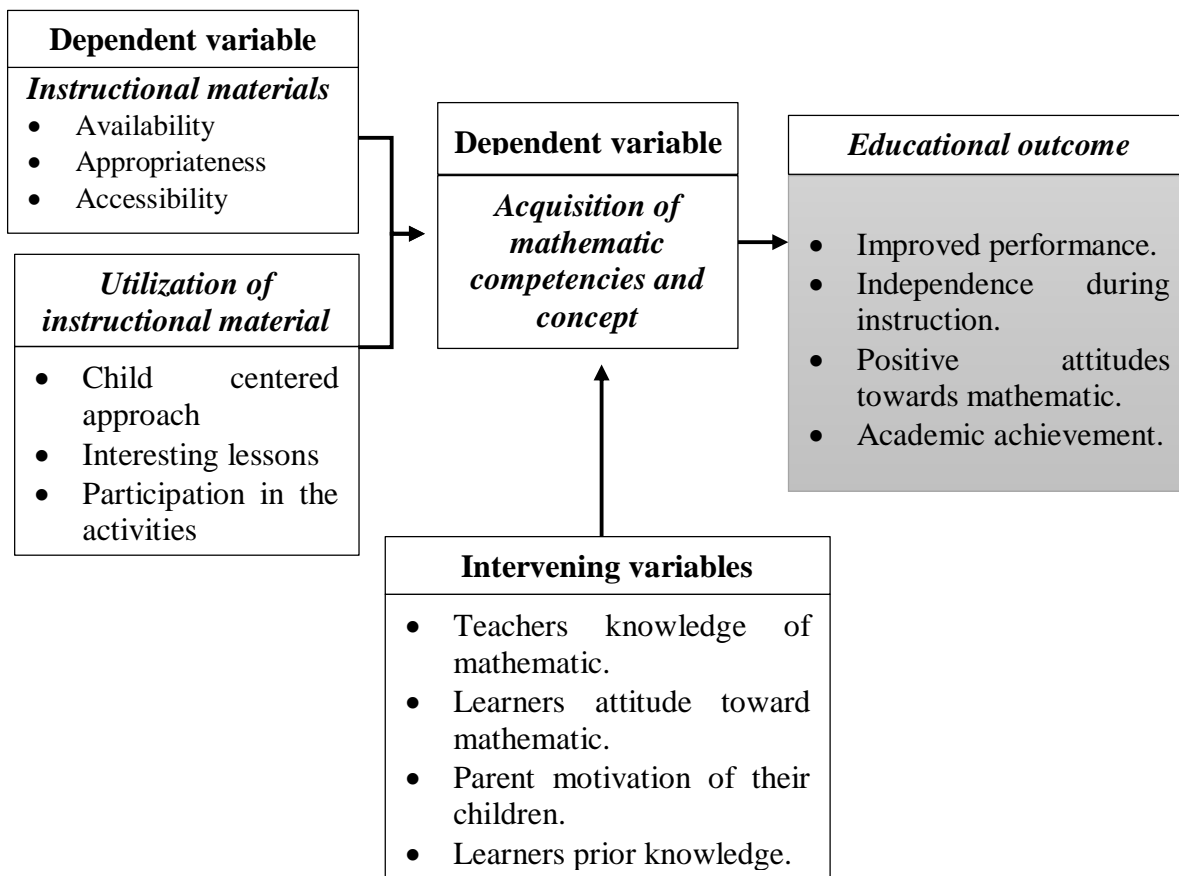 Dependent variable
Instructional materials
• Availability
• Appropriateness
• Accessibility
Utilization of
instructional material
• Child centered
approach
• Interesting lessons
• Participation in the
activities
Dependent variable
Acquisition of
mathematic
competencies and
concept
Educational outcome
• Improved performance.
• Independence during
instruction.
• Positive attitudes
towards mathematic.
• Academic achievement.
Intervening variables
• Teachers knowledge of
mathematic.
• Learners attitude toward
mathematic.
• Parent motivation of their
children.
• Learners prior knowledge.